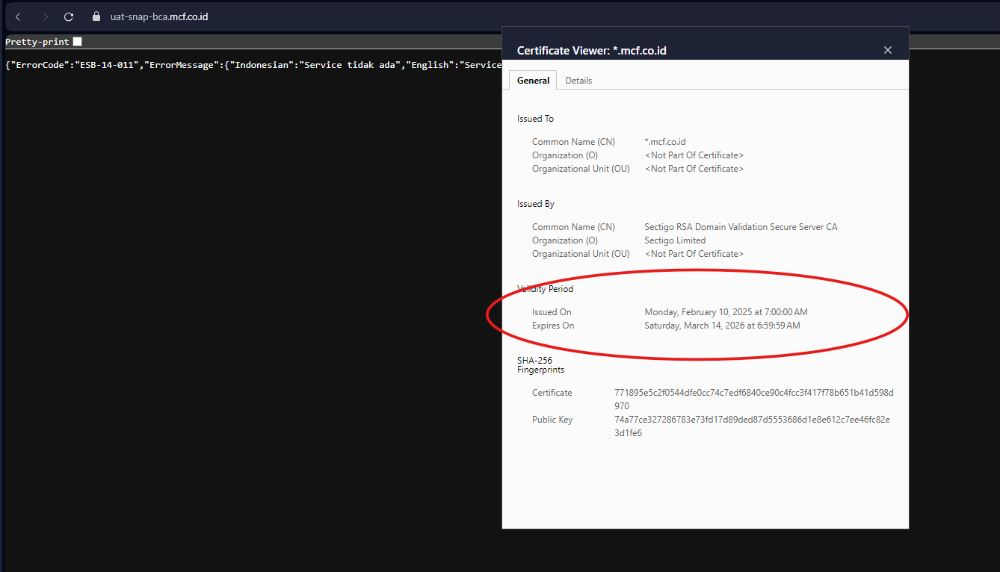 uat-snap-bca.mcf.co.id
Pretty-print
{"ErrorCode":"ESB-14-011","ErrorMessage":{"Indonesian":"Service tidak ada","English":"Service
Certificate Viewer: *.mcf.co.id
General Details
Issued To
Common Name (CN) *.mcf.co.id
Organization (O) <Not Part Of Certificate>
Organizational Unit (OU) <Not Part Of Certificate>
Issued By
Common Name (CN) Sectigo RSA Domain Validation Secure Server CA
Organization (O) Sectigo Limited
Organizational Unit (OU) <Not Part Of Certificate>
Validity Period
Issued On Monday, February 10, 2025 at 7:00:00 AM
Expires On Saturday, March 14, 2026 at 6:59:59 AM
SHA-256
Fingerprints
Certificate 771895e5c2f0544dfe0cc74c7edf6840ce90c4fcc3f417f78b651b41d598d
970
Public Key 74a77ce327286783e73fd17d89ded87d5553686d1e8e612c7ee46fc82e
3d1fe6